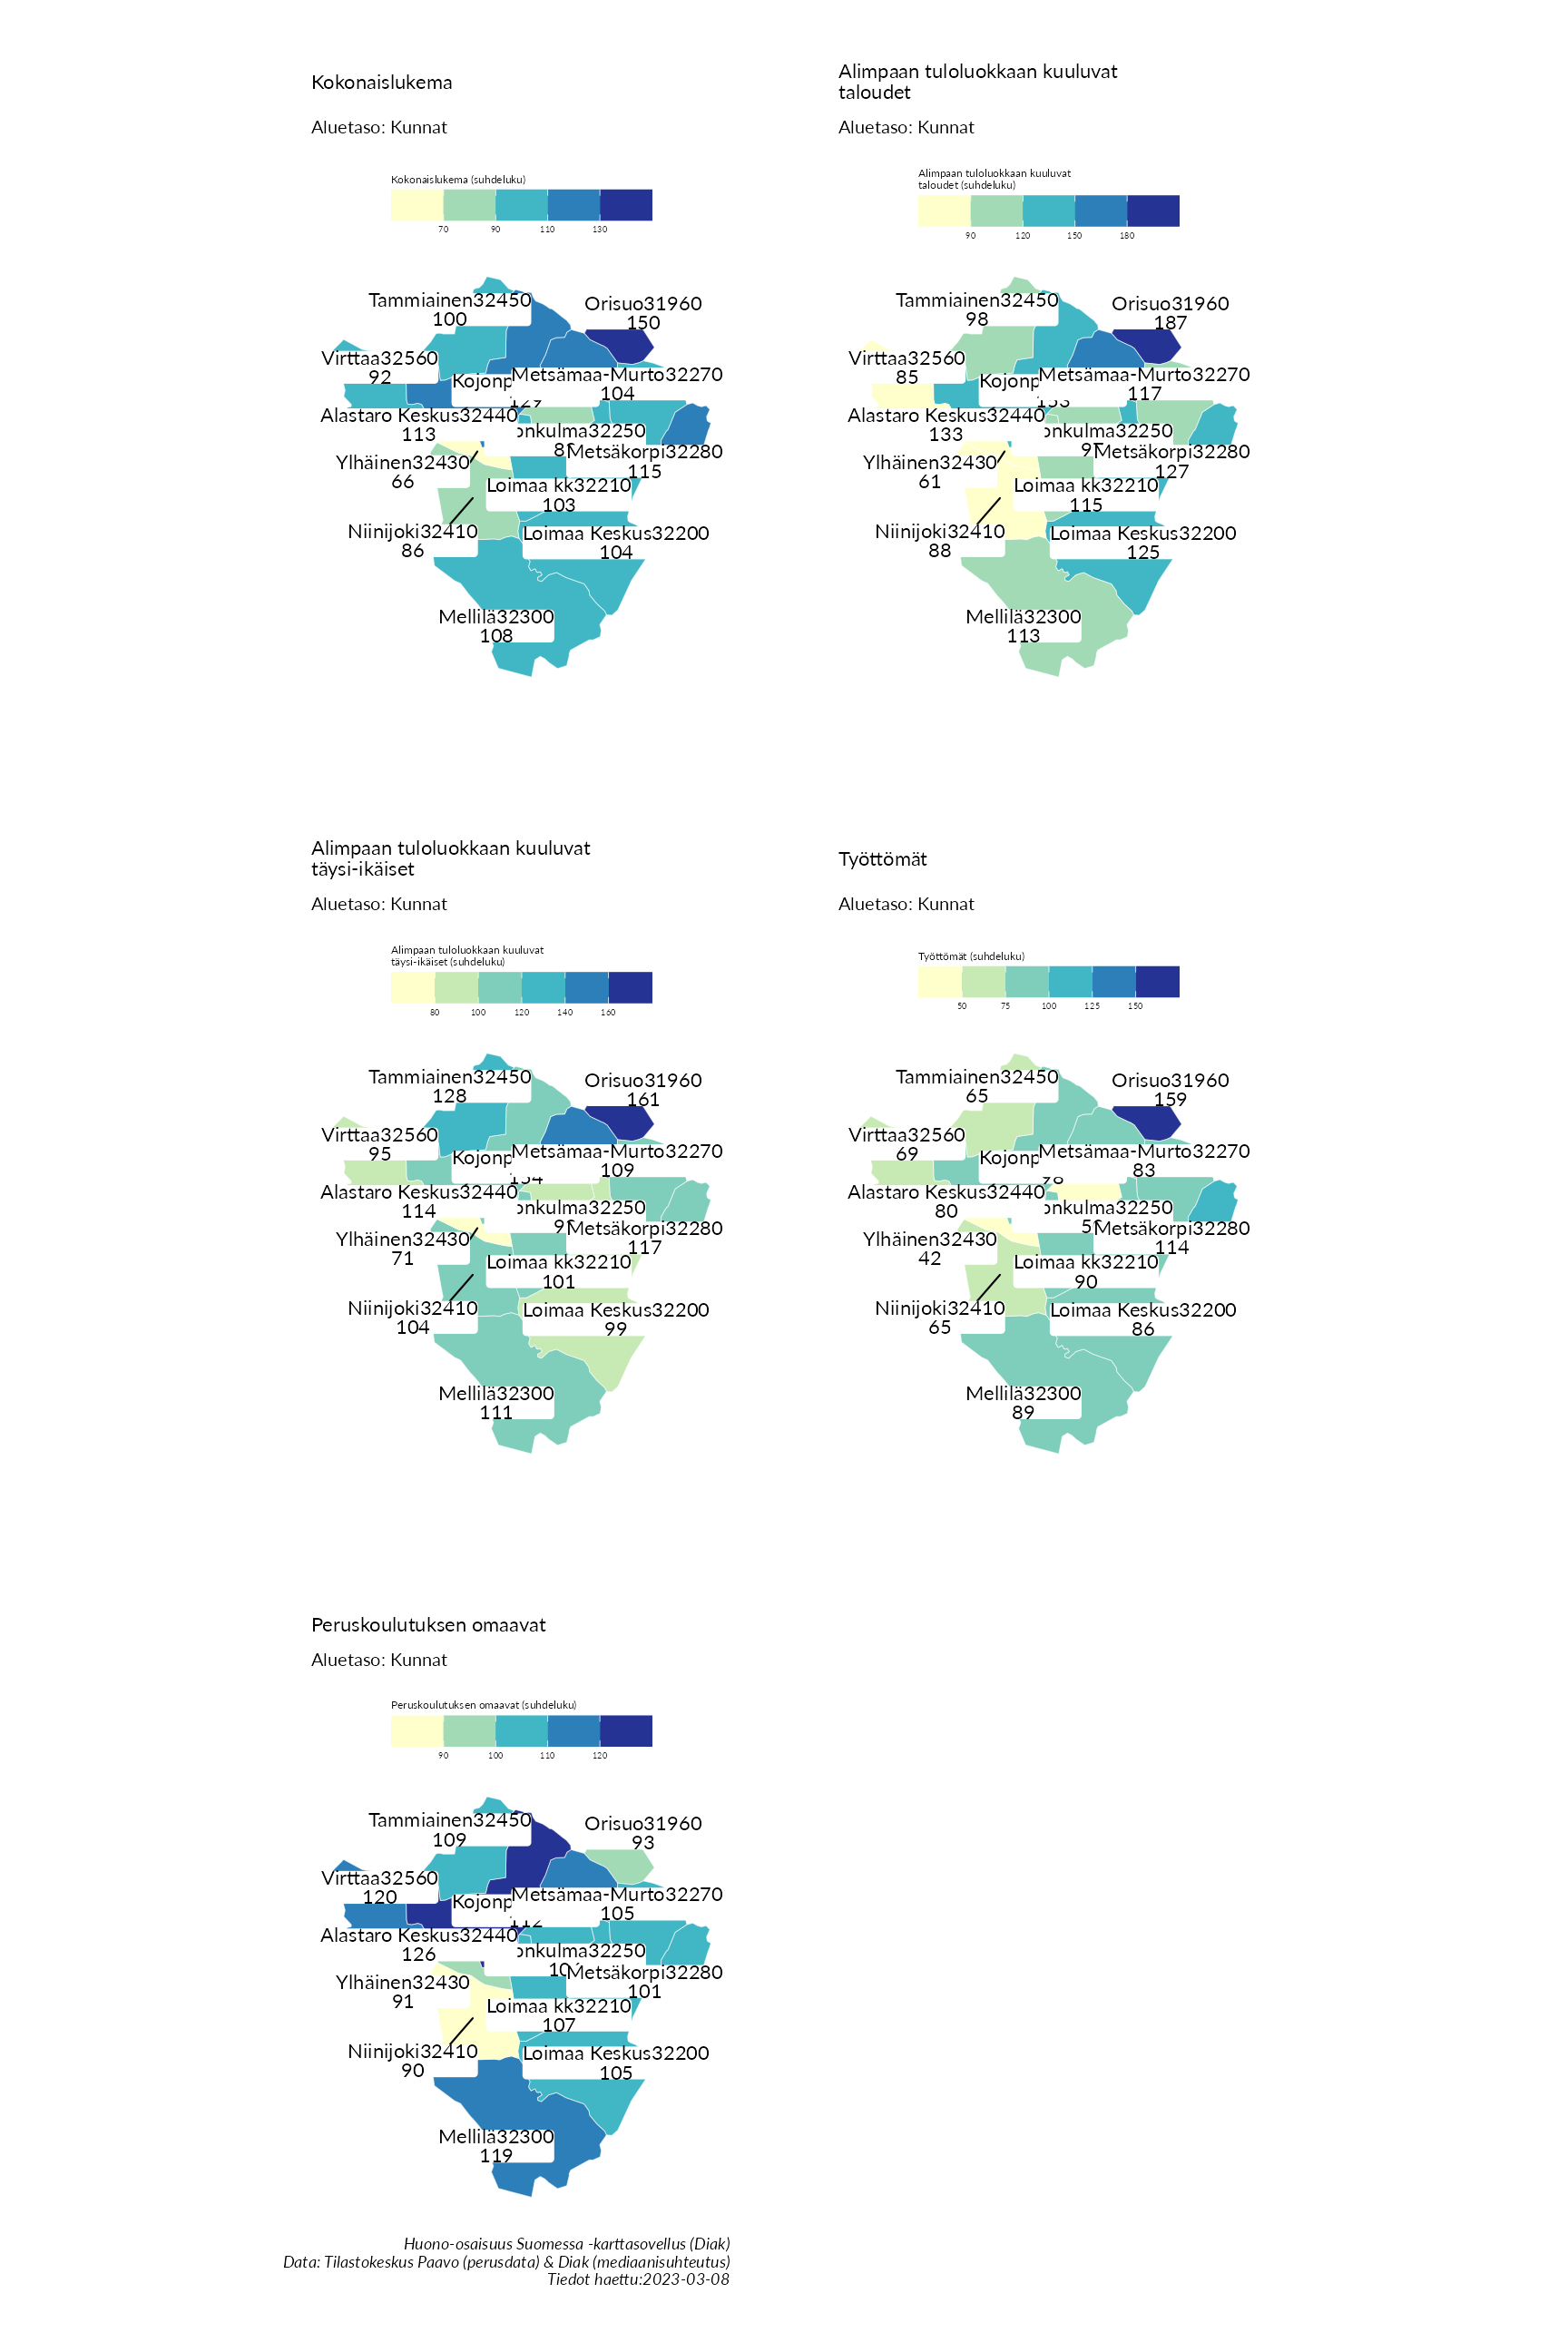 Kokonaislukema
Aluetaso: Kunnat
Kokonaislukema (suhdeluku)
70 90 110 130
Tammiainen32450
100
Orisuo31960
150
Virttaa32560
92
Metsämaa-Murto32270
104
Alastaro Keskus32440
113
Metsäkorpi32280
115
Ylhäinen32430
66
Loimaa kk32210
103
Niinijoki32410
86
Loimaa Keskus32200
104
Mellilä32300
108
Alimpaan tuloluokkaan kuuluvat
taloudet
Aluetaso: Kunnat
Alimpaan tuloluokkaan kuuluvat
taloudet (suhdeluku)
90 120 150 180
Tammiainen32450
98
Orisuo31960
187
Virttaa32560
85
Metsämaa-Murto32270
117
Alastaro Keskus32440
133
Metsäkorpi32280
127
Ylhäinen32430
61
Loimaa kk32210
115
Niinijoki32410
88
Loimaa Keskus32200
125
Mellilä32300
113
Alimpaan tuloluokkaan kuuluvat
täysi-ikäiset
Aluetaso: Kunnat
Alimpaan tuloluokkaan kuuluvat
täysi-ikäiset (suhdeluku)
80 100 120 140 160
Tammiainen32450
128
Orisuo31960
161
Virttaa32560
95
Metsämaa-Murto32270
109
Alastaro Keskus32440
114
Metsäkorpi32280
117
Ylhäinen32430
71
Loimaa kk32210
101
Niinijoki32410
104
Loimaa Keskus32200
99
Mellilä32300
111
Työttömät
Aluetaso: Kunnat
Työttömät (suhdeluku)
50 75 100 125 150
Tammiainen32450
65
Orisuo31960
159
Virttaa32560
69
Metsämaa-Murto32270
83
Alastaro Keskus32440
80
Metsäkorpi32280
114
Ylhäinen32430
42
Loimaa kk32210
90
Niinijoki32410
65
Loimaa Keskus32200
86
Mellilä32300
89
Peruskoulutuksen omaavat
Aluetaso: Kunnat
Peruskoulutuksen omaavat (suhdeluku)
90 100 110 120
Tammiainen32450
109
Orisuo31960
93
Virttaa32560
120
Metsämaa-Murto32270
105
Alastaro Keskus32440
126
Metsäkorpi32280
101
Ylhäinen32430
91
Loimaa kk32210
107
Niinijoki32410
90
Loimaa Keskus32200
105
Mellilä32300
119
Huono-osaisuus Suomessa -karttasovellus (Diak)
Data: Tilastokeskus Paavo (perusdata) & Diak (mediaanisuhteutus)
Tiedot haettu:2023-03-08